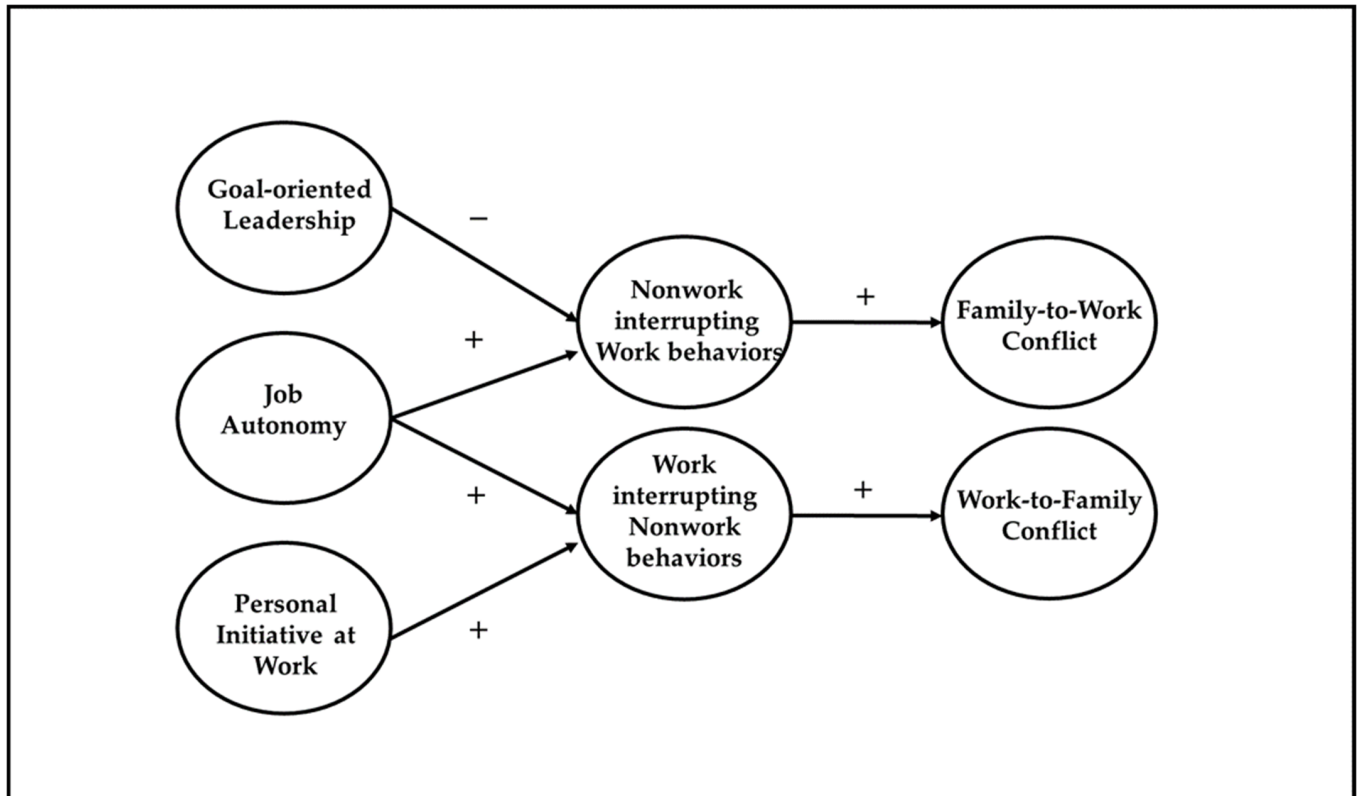 Goal-oriented
Leadership
−
Nonwork
interrupting
Work behaviors
+
Family-to-Work
Conflict
+
Job
Autonomy
+
Work
interrupting
Nonwork
behaviors
+
Work-to-Family
Conflict
Personal
Initiative at
Work
+